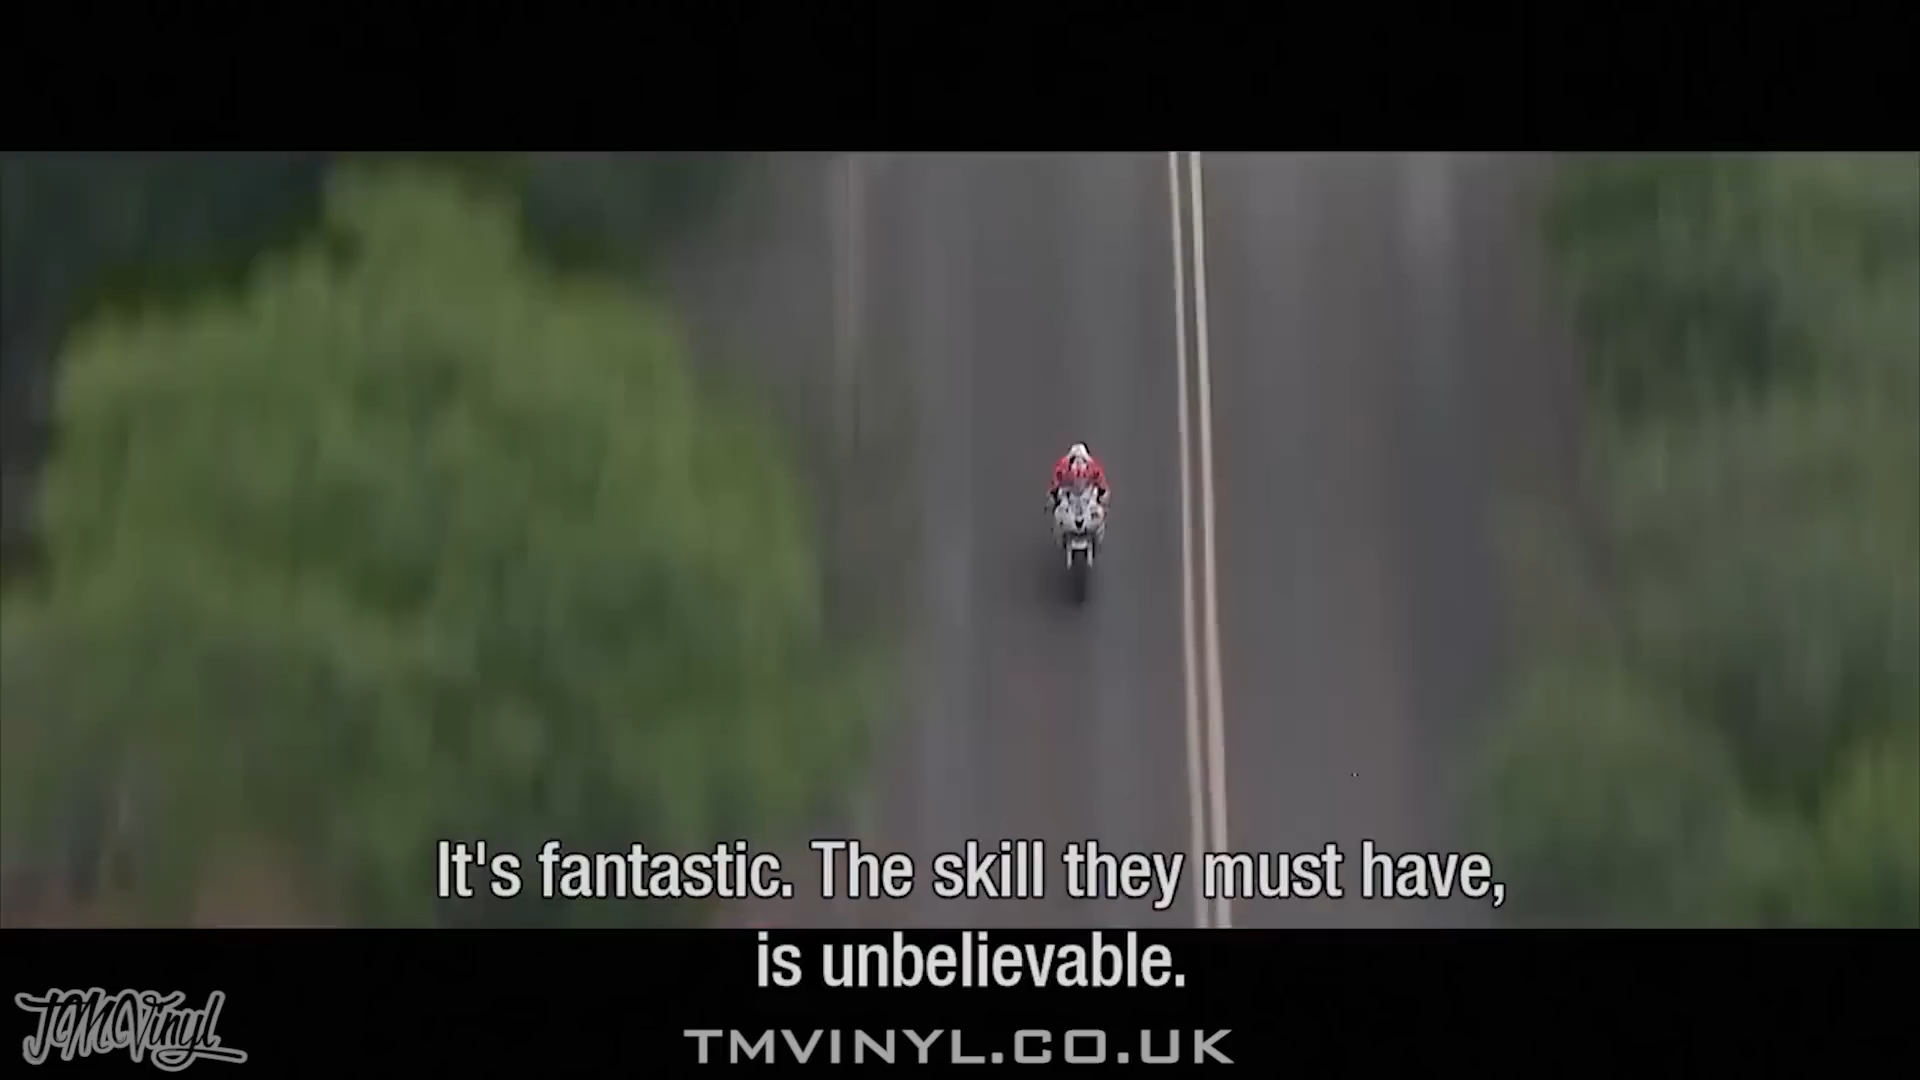 It's fantastic. The skill they must have,
is unbelievable.
TMVinyl
TMVINYL.CO.UK